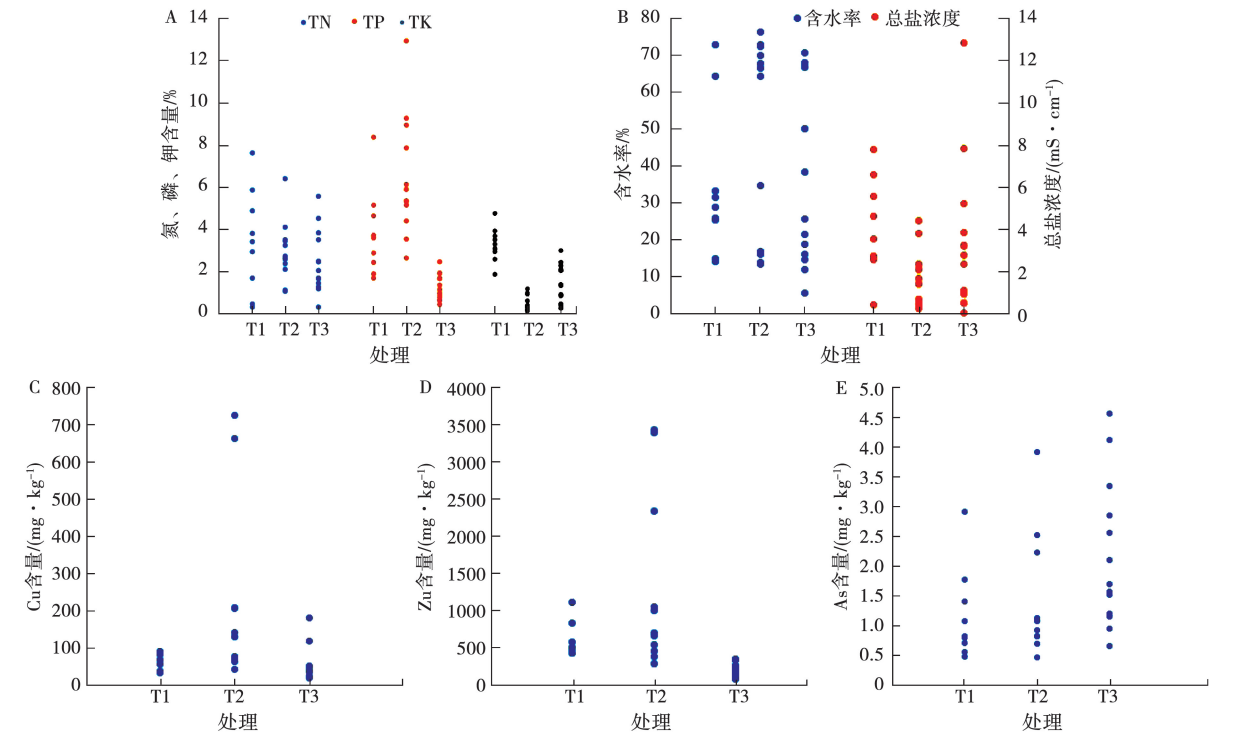 A
TN TP TK
14
12
10
8
6
4
2
0
氮、磷、钾含量/%
T1 T2 T3 T1 T2 T3 T1 T2 T3
处理
B
含水率 总盐浓度
80
70
60
50
40
30
20
10
0
含水率/%
14
12
10
8
6
4
2
0
总盐浓度/(mS·cm⁻¹)
T1 T2 T3 T1 T2 T3
处理
C
800
700
600
500
400
300
200
100
0
Cu含量/(mg·kg⁻¹)
T1 T2 T3
处理
D
4000
3500
3000
2500
2000
1500
1000
500
0
Zu含量/(mg·kg⁻¹)
T1 T2 T3
处理
E
5.0
4.5
4.0
3.5
3.0
2.5
2.0
1.5
1.0
0.5
0
As含量/(mg·kg⁻¹)
T1 T2 T3
处理